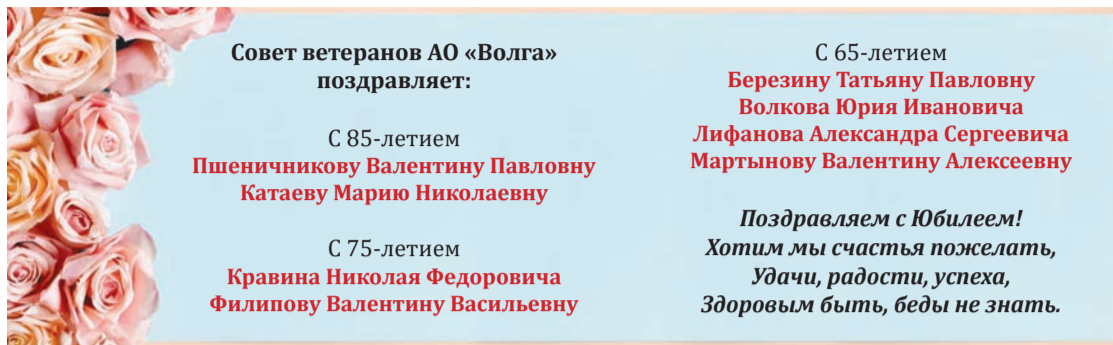 Совет ветеранов АО «Волга»
поздравляет:
С 85-летием
Пшеничникову Валентину Павловну
Катаеву Марию Николаевну
С 75-летием
Кравина Николая Федоровича
Филипову Валентину Васильевну
С 65-летием
Березину Татьяну Павловну
Волкова Юрия Ивановича
Лифанова Александра Сергеевича
Мартынову Валентину Алексеевну
Поздравляем с Юбилеем!
Хотим мы счастья пожелать,
Удачи, радости, успеха,
Здоровым быть, беды не знать.